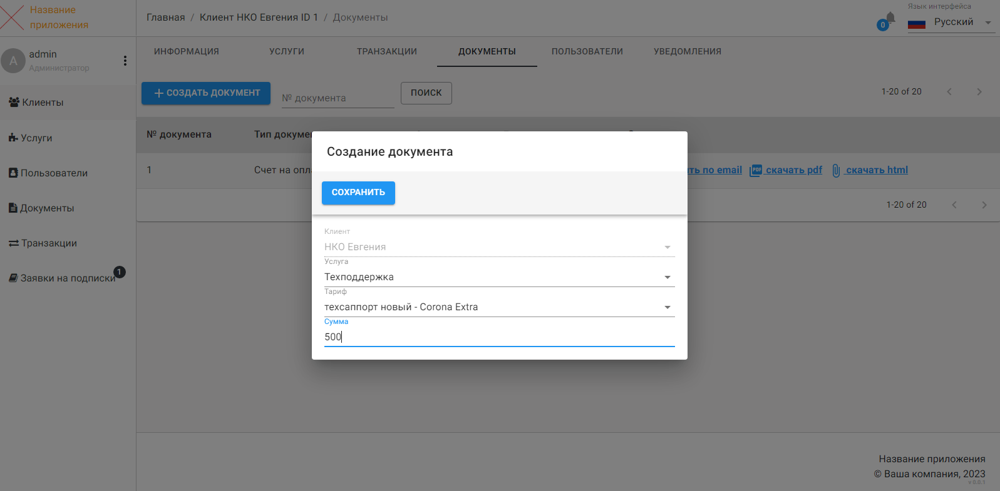 Название
приложения
Главная / Клиент НКО Евгения ID 1 / Документы
0
Язык интерфейса
Русский
A
admin
Администратор
ИНФОРМАЦИЯ
УСЛУГИ
ТРАНЗАКЦИИ
ДОКУМЕНТЫ
ПОЛЬЗОВАТЕЛИ
УВЕДОМЛЕНИЯ
Клиенты
Услуги
Пользователи
Документы
Транзакции
Заявки на подписки
1
+ СОЗДАТЬ ДОКУМЕНТ
№ документа
ПОИСК
1-20 of 20
№ документа
Тип докуме
1
Счет на опл
ть по email
PDF
скачать pdf
скачать html
1-20 of 20
Создание документа
СОХРАНИТЬ
Клиент
НКО Евгения
Услуга
Техподдержка
Тариф
техсаппорт новый - Corona Extra
Сумма
500
Название приложения
© Ваша компания, 2023
v 0.0.1